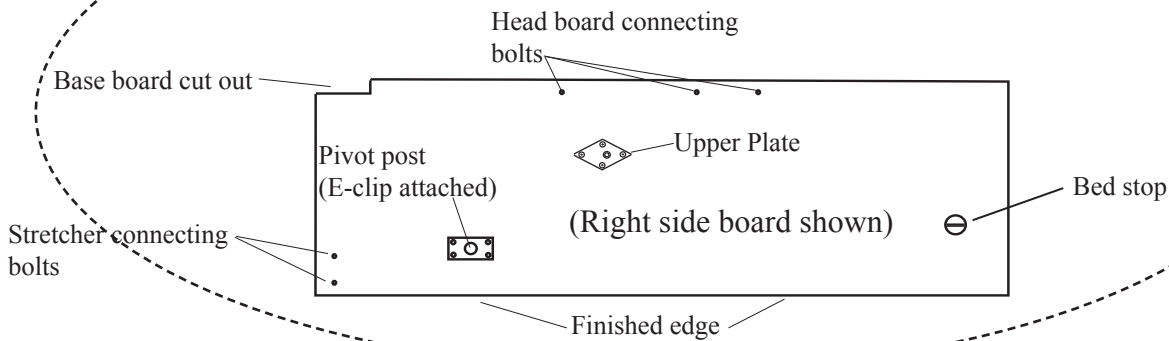 Head board connecting
bolts
Base board cut out
Upper Plate
Pivot post
(E-clip attached)
Bed stop
(Right side board shown)
Stretcher connecting
bolts
Finished edge